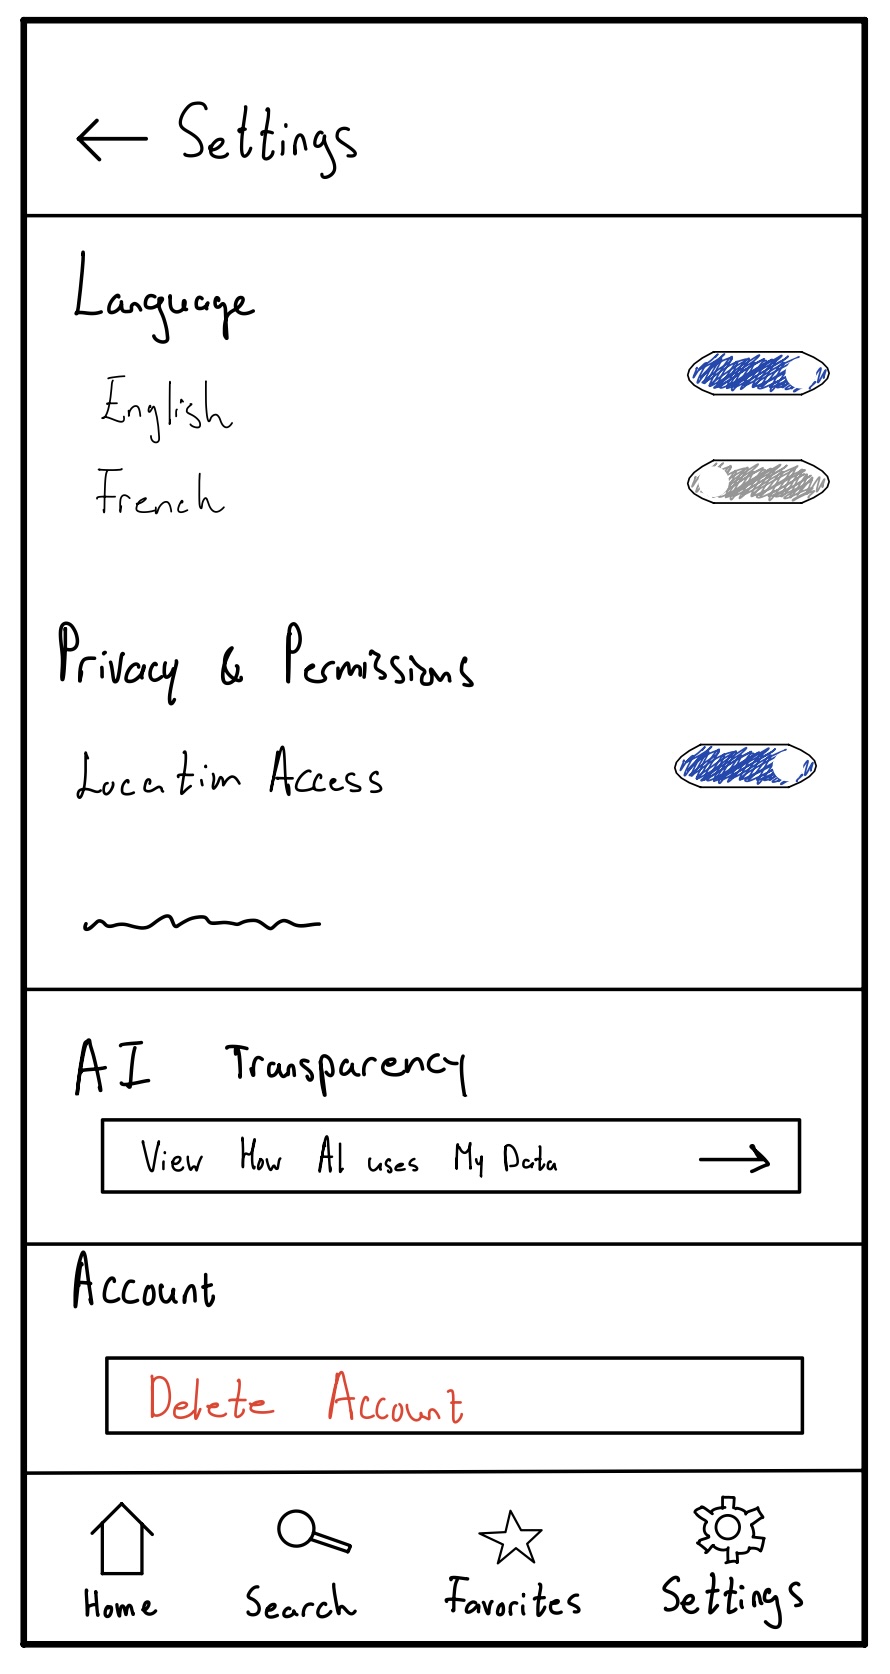 Settings
Language
English
French
Privacy & Permissions
Location Access
AI Transparency
View How AI uses My Data
Account
Delete Account
Home Search Favorites Settings